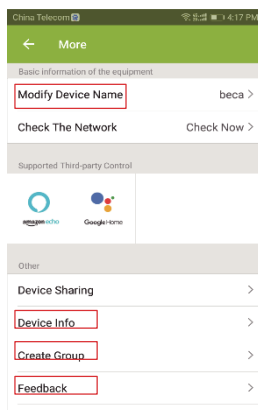 China Telecom 4:17 PM
← More
Basic information of the equipment
Modify Device Name beca >
Check The Network Check Now >
Supported Third-party Control
amazon echo Google Home
Other
Device Sharing >
Device Info >
Create Group >
Feedback >